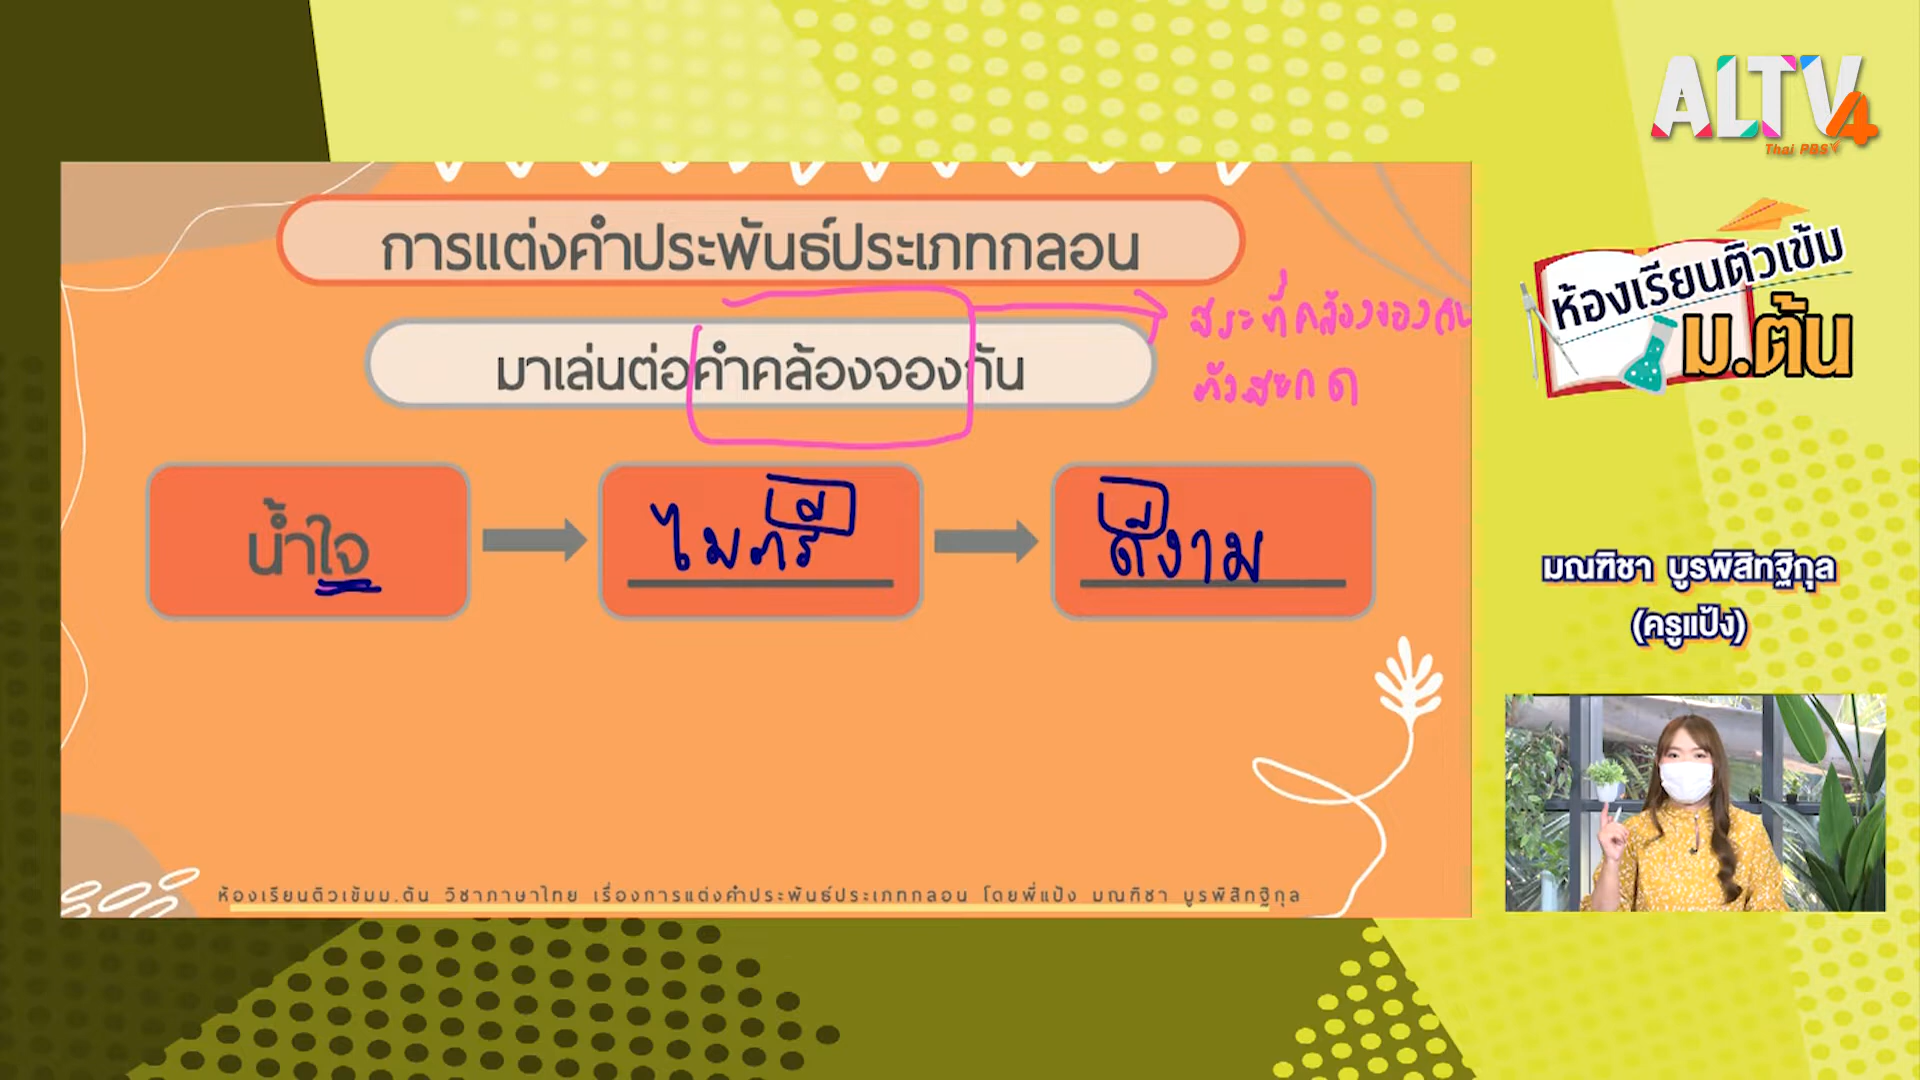 ALTV4
Thai PBS
ห้องเรียนติวเข้ม
ม.ต้น
การแต่งคำประพันธ์ประเภทกลอน
มาเล่นต่อคำคล้องจองกัน
สระที่คล้องจองกัน
ตัวสะกด
น้ำใจ
ไมตรี
ดีงาม
มณฑิชา บูรพิสิทฐิกุล
(ครูแป้ง)
ห้องเรียนติวเข้มม.ต้น วิชาภาษาไทย เรื่องการแต่งคำประพันธ์ประเภทกลอน โดยพี่แป้ง มณฑิชา บูรพิสิทฐิกุล